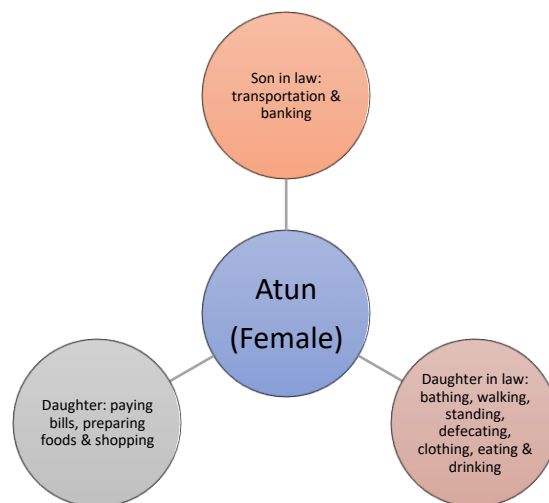 Son in law:
transportation &
banking
Atun
(Female)
Daughter: paying
bills, preparing
foods & shopping
Daughter in law:
bathing, walking,
standing,
defecating,
clothing, eating &
drinking